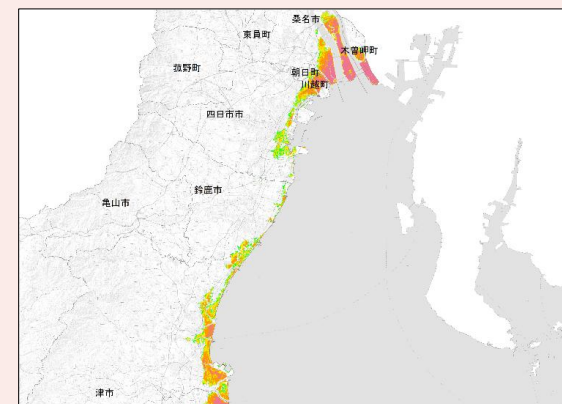 桑名市
東員町
木曽岬町
菰野町
朝日町
川越町
四日市市
鈴鹿市
亀山市
津市